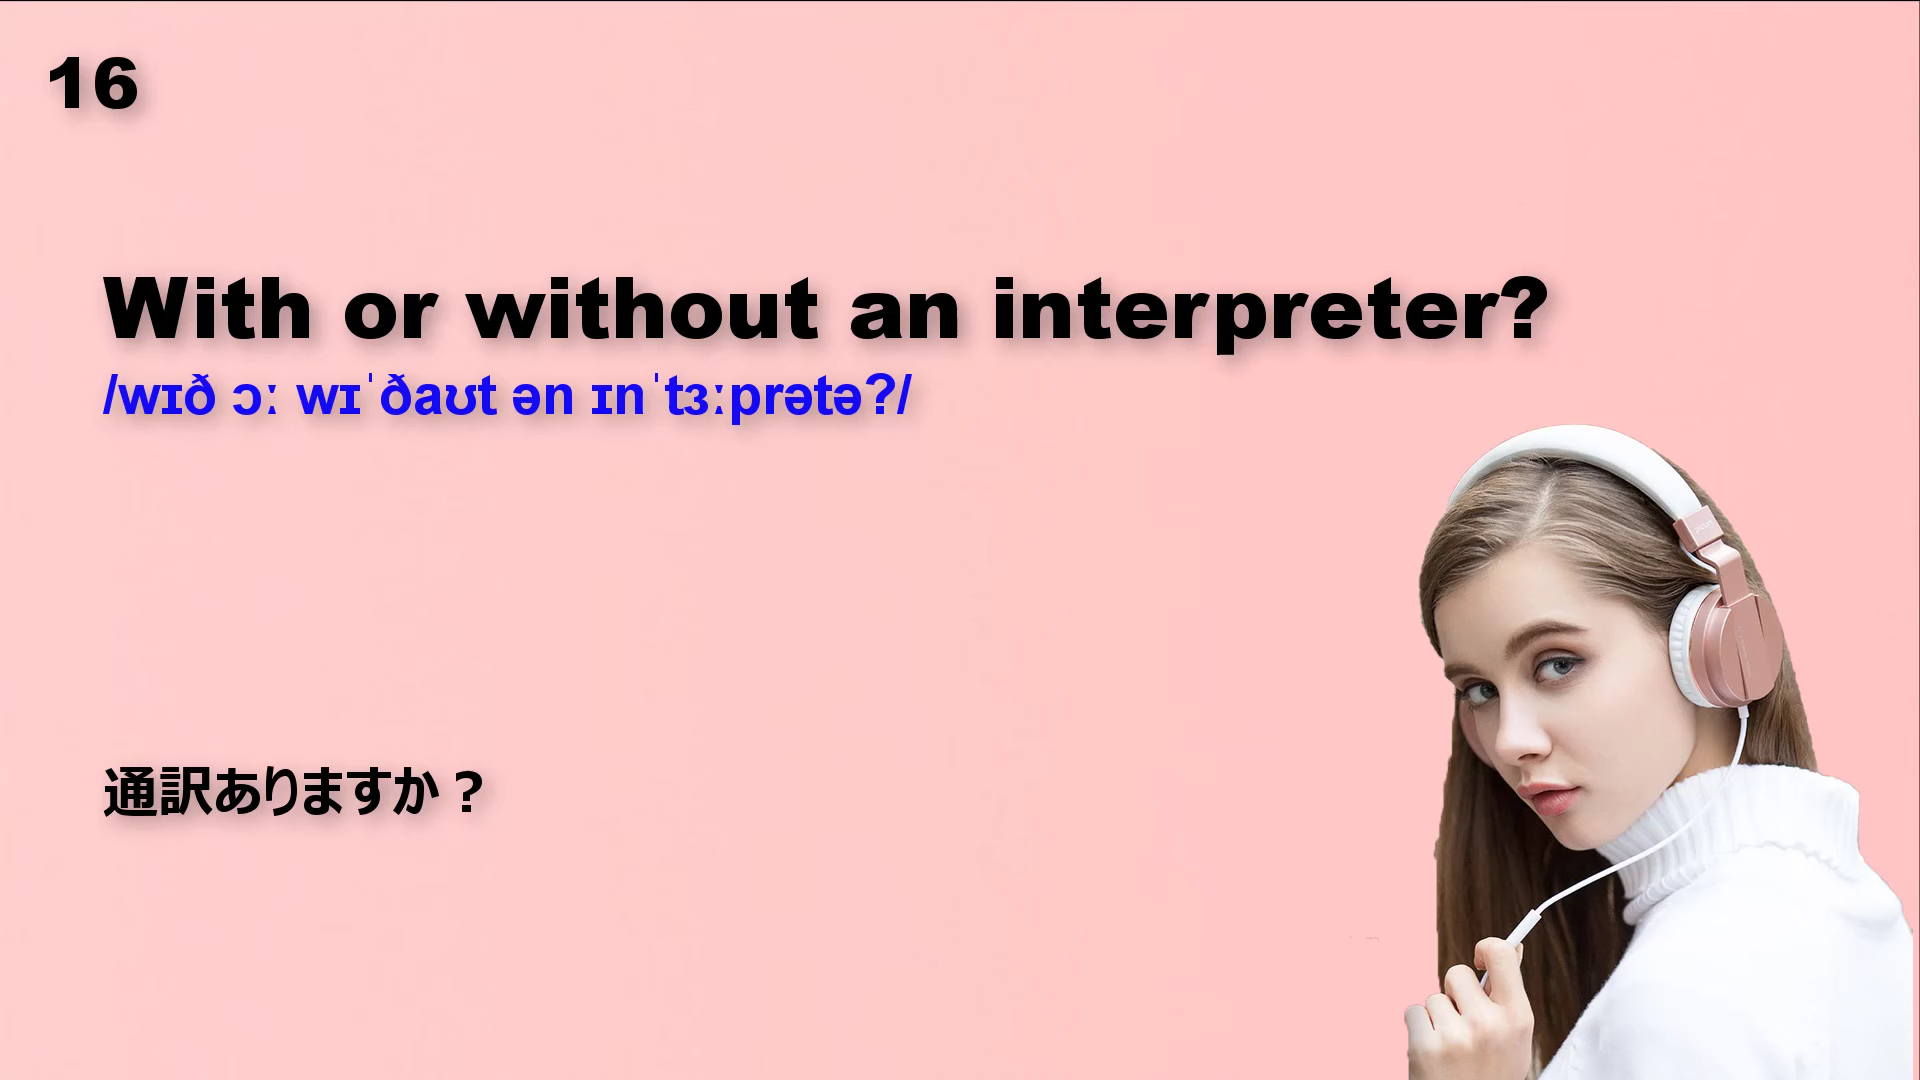 16
With or without an interpreter?
/wɪð ɔː wɪˈðaʊt ən ɪnˈtɜːprətə?/
通訳ありますか？